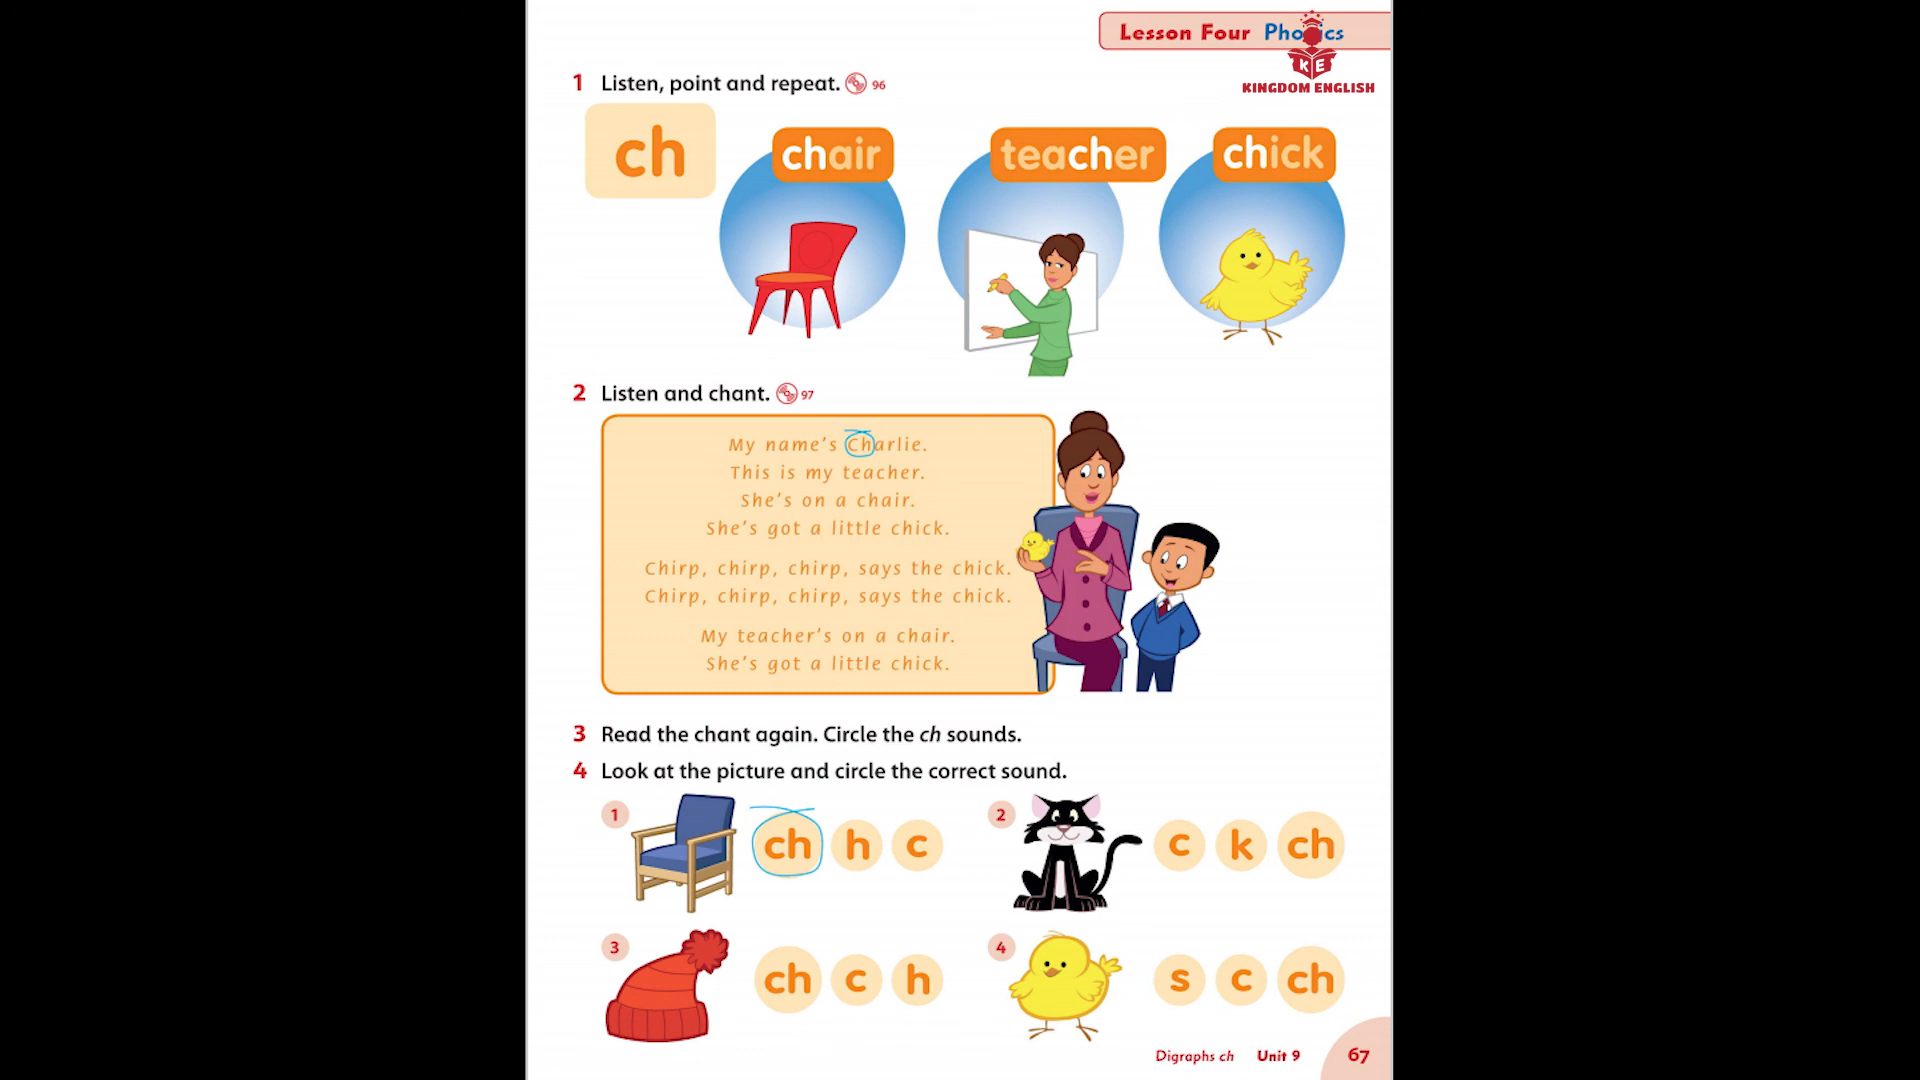 Lesson Four Phonics
KE
KINGDOM ENGLISH
1 Listen, point and repeat. 96
ch
chair
teacher
chick
2 Listen and chant. 97
My name's Charlie.
This is my teacher.
She's on a chair.
She's got a little chick.
Chirp, chirp, chirp, says the chick.
Chirp, chirp, chirp, says the chick.
My teacher's on a chair.
She's got a little chick.
3 Read the chant again. Circle the ch sounds.
4 Look at the picture and circle the correct sound.
1 ch h c
2 c k ch
3 ch c h
4 s c ch
Digraphs ch Unit 9 67